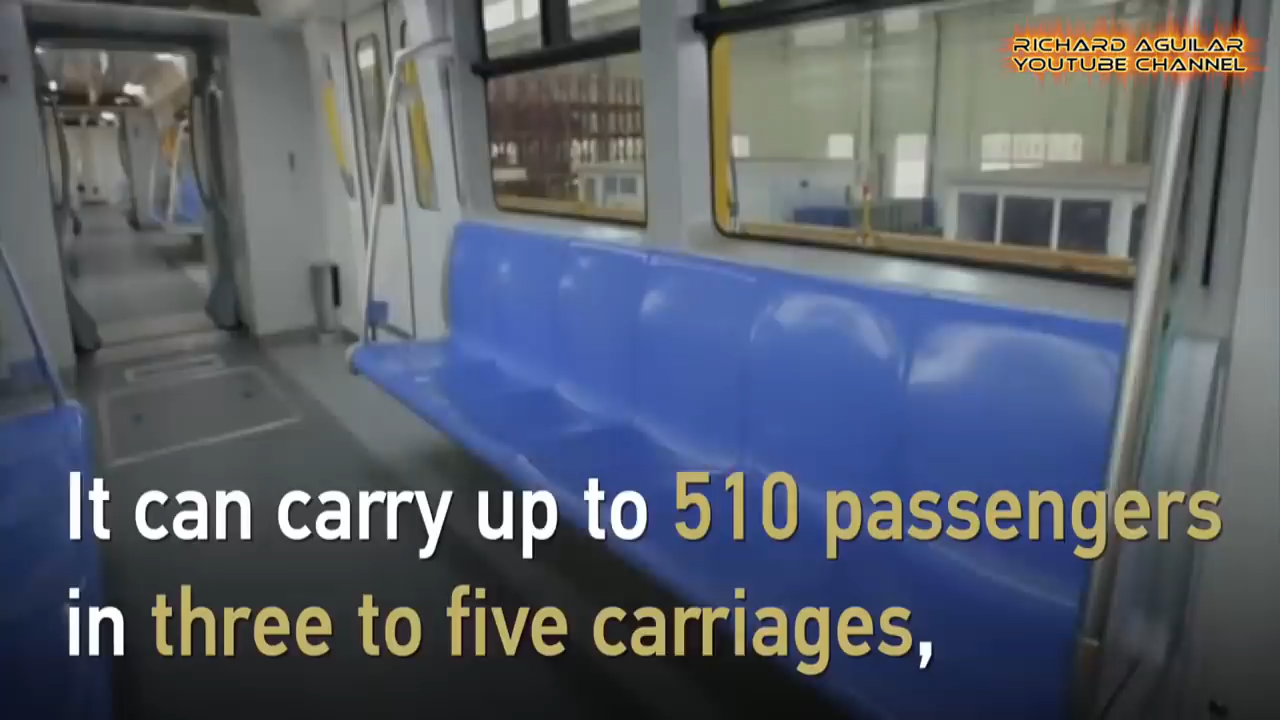 RICHARD AGUILAR
YOUTUBE CHANNEL
It can carry up to 510 passengers
in three to five carriages,